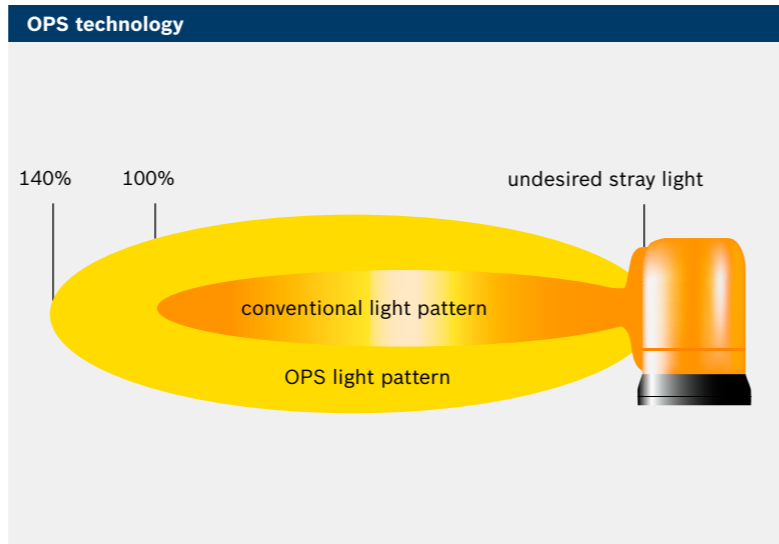 OPS technology
140%
100%
undesired stray light
conventional light pattern
OPS light pattern